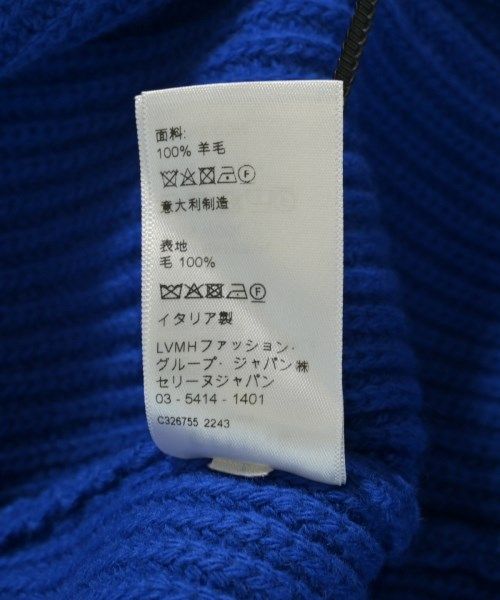 面料:
100% 羊毛
F
意大利制造
表地
毛 100%
F
イタリア製
LVMHファッション・
グループ・ジャパン㈱
セリーヌジャパン
03 - 5414 - 1401
C326755 2243